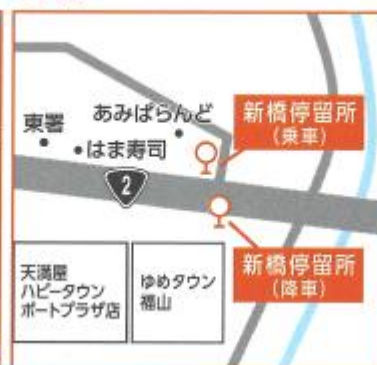 東署
あみぱらんど
はま寿司
新橋停留所
(乗車)
2
天満屋
ハピータウン
ポートプラザ店
ゆめタウン
福山
新橋停留所
(降車)